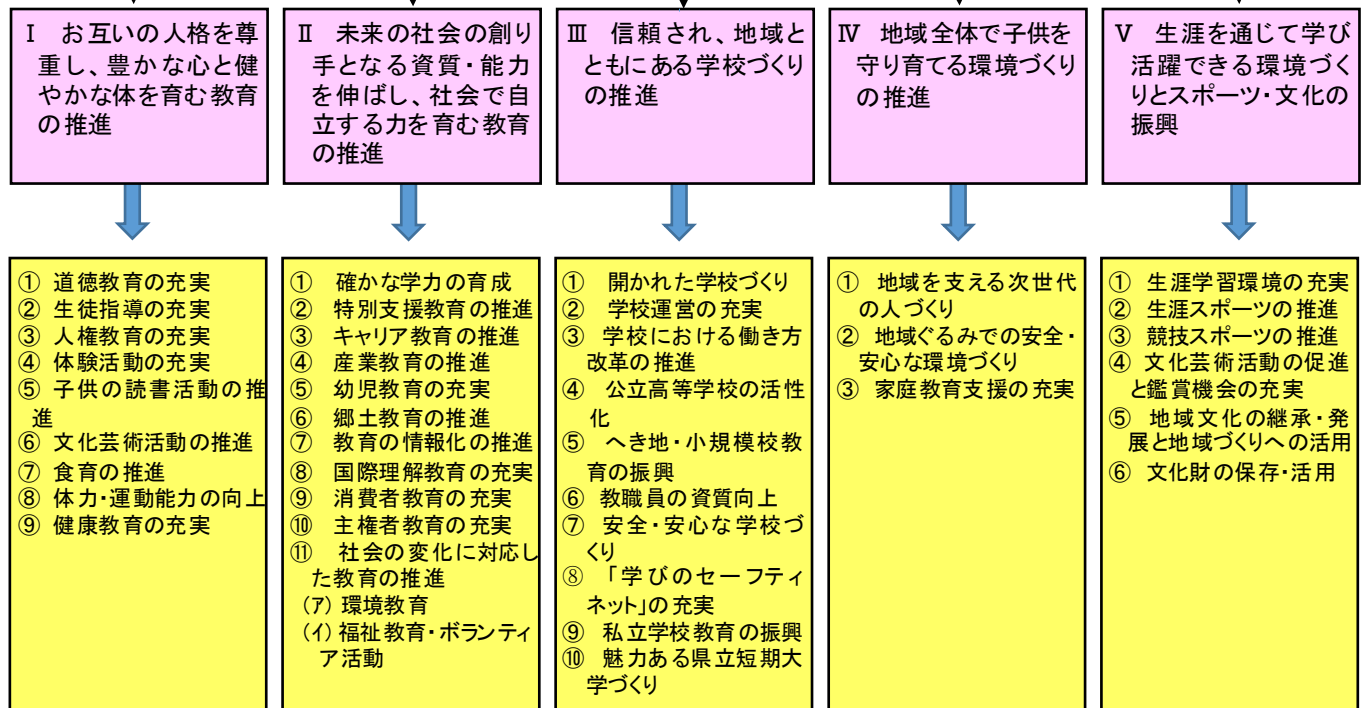 Ⅰ お互いの人格を尊
重し、豊かな心と健
やかな体を育む教育
の推進
Ⅱ 未来の社会の創り
手となる資質・能力
を伸ばし、社会で自
立する力を育む教育
の推進
Ⅲ 信頼され、地域と
ともにある学校づくり
の推進
Ⅳ 地域全体で子供を
守り育てる環境づくり
の推進
Ⅴ 生涯を通じて学び
活躍できる環境づく
りとスポーツ・文化の
振興
① 道徳教育の充実
② 生徒指導の充実
③ 人権教育の充実
④ 体験活動の充実
⑤ 子供の読書活動の推
進
⑥ 文化芸術活動の推進
⑦ 食育の推進
⑧ 体力・運動能力の向上
⑨ 健康教育の充実
① 確かな学力の育成
② 特別支援教育の推進
③ キャリア教育の推進
④ 産業教育の推進
⑤ 幼児教育の充実
⑥ 郷土教育の推進
⑦ 教育の情報化の推進
⑧ 国際理解教育の充実
⑨ 消費者教育の充実
⑩ 主権者教育の充実
⑪ 社会の変化に対応し
た教育の推進
(ア) 環境教育
(イ) 福祉教育・ボランティ
ア活動
① 開かれた学校づくり
② 学校運営の充実
③ 学校における働き方
改革の推進
④ 公立高等学校の活性
化
⑤ へき地・小規模校教
育の振興
⑥ 教職員の資質向上
⑦ 安全・安心な学校づ
くり
⑧ 「学びのセーフティ
ネット」の充実
⑨ 私立学校教育の振興
⑩ 魅力ある県立短期大
学づくり
① 地域を支える次世代
の人づくり
② 地域ぐるみでの安全・
安心な環境づくり
③ 家庭教育支援の充実
① 生涯学習環境の充実
② 生涯スポーツの推進
③ 競技スポーツの推進
④ 文化芸術活動の促進
と鑑賞機会の充実
⑤ 地域文化の継承・発
展と地域づくりへの活用
⑥ 文化財の保存・活用